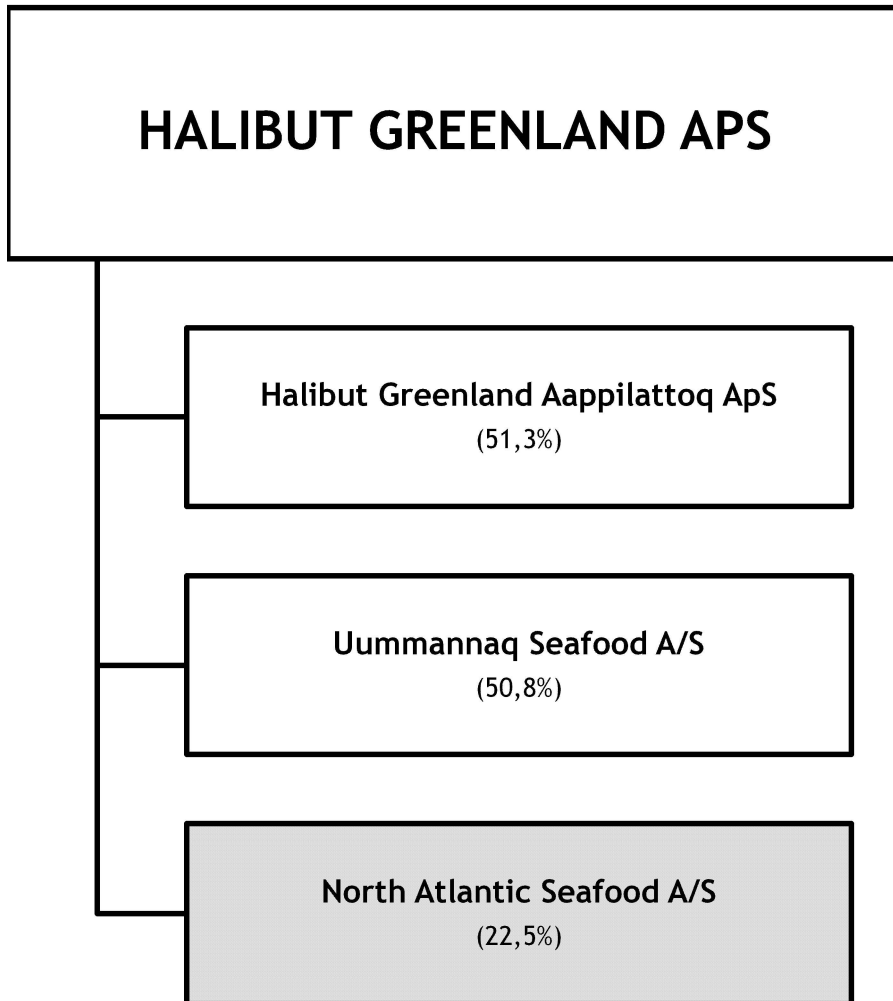 HALIBUT GREENLAND APS
Halibut Greenland Aappilattoq ApS
(51,3%)
Uummannaq Seafood A/S
(50,8%)
North Atlantic Seafood A/S
(22,5%)